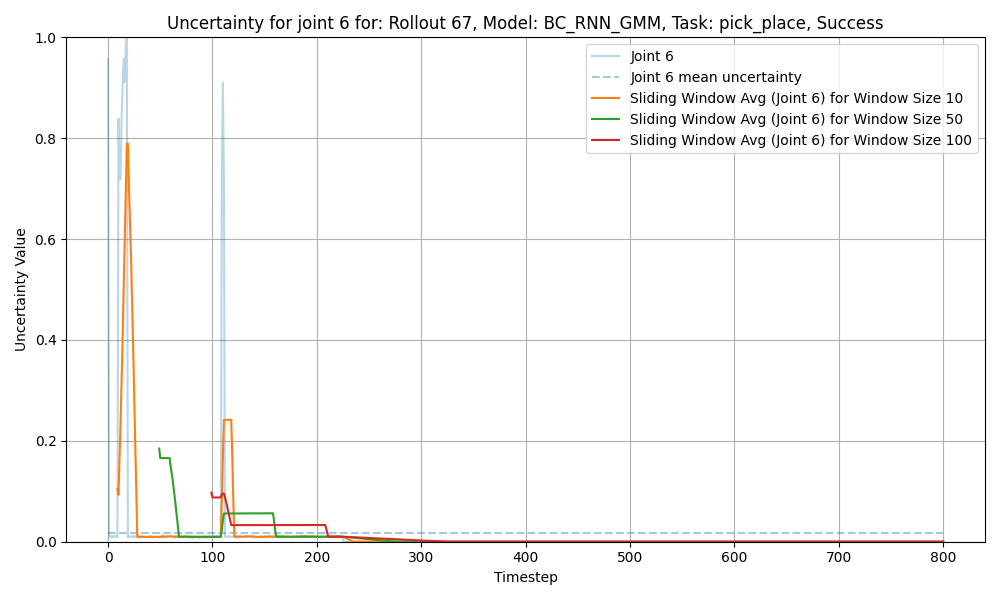 Uncertainty for joint 6 for: Rollout 67, Model: BC_RNN_GMM, Task: pick_place, Success
Joint 6
Joint 6 mean uncertainty
Sliding Window Avg (Joint 6) for Window Size 10
Sliding Window Avg (Joint 6) for Window Size 50
Sliding Window Avg (Joint 6) for Window Size 100
Uncertainty Value
1.0
0.8
0.6
0.4
0.2
0.0
0 100 200 300 400 500 600 700 800
Timestep